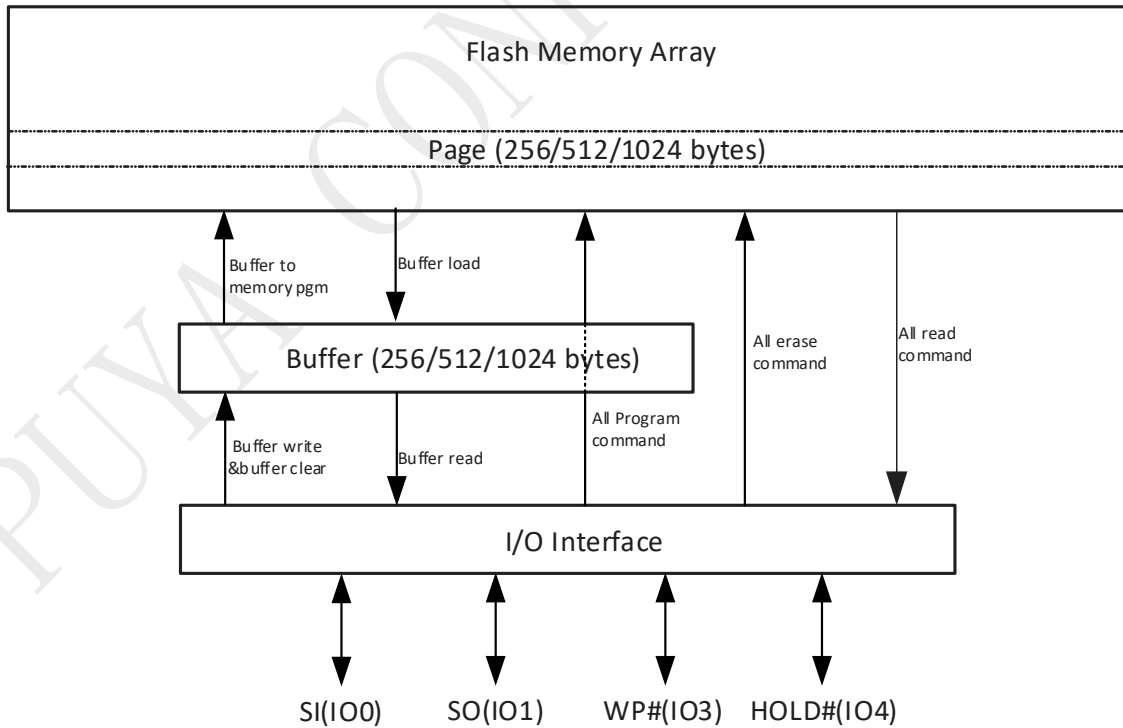 Flash Memory Array
Page (256/512/1024 bytes)
Buffer to
memory pgm
Buffer load
Buffer (256/512/1024 bytes)
All erase
command
All read
command
Buffer write
&buffer clear
Buffer read
All Program
command
I/O Interface
SI(IO0)
SO(IO1)
WP#(IO3)
HOLD#(IO4)
PUYA CON